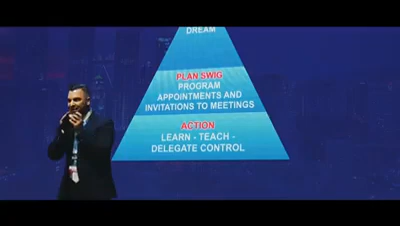 DREAM
PLAN SWIG
PROGRAM
APPOINTMENTS AND
INVITATIONS TO MEETINGS
ACTION
LEARN - TEACH -
DELEGATE CONTROL